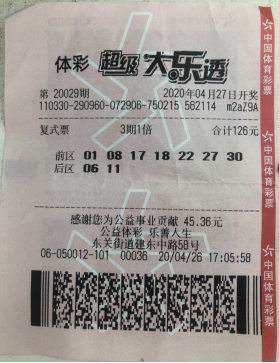 体彩 超级大乐透
第 20029期 2020年04月27日开奖
110330-290960-072906-750215 562114 m2aZ9A
复式票 3期1倍 合计126元
前区 01 08 17 18 22 27 30
后区 06 11
感谢您为公益事业贡献 45.36元
公益体彩 乐善人生
东关街道建东中路58号
06-050012-101 00036 20/04/26 17:05:58
中国体育彩票
中国体育彩票
中国体育彩票